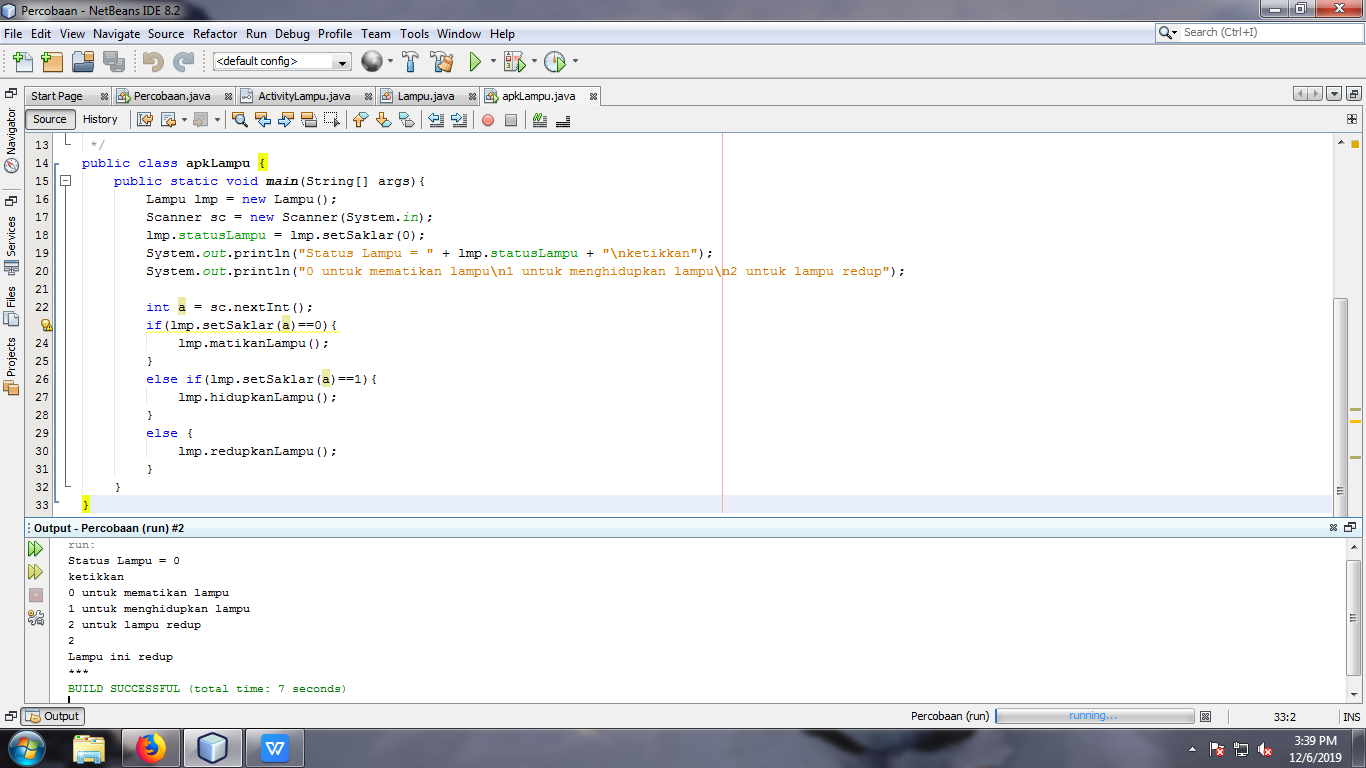 Percobaan - NetBeans IDE 8.2
File Edit View Navigate Source Refactor Run Debug Profile Team Tools Window Help
Search (Ctrl+I)
<default config>
Start Page Percobaan.java ActivityLampu.java Lampu.java apkLampu.java
Source History
Navigator
Services
Files
Projects
13 */
14 public class apkLampu {
15 public static void main(String[] args){
16 Lampu lmp = new Lampu();
17 Scanner sc = new Scanner(System.in);
18 lmp.statusLampu = lmp.setSaklar(0);
19 System.out.println("Status Lampu = " + lmp.statusLampu + "\nketikkan");
20 System.out.println("0 untuk mematikan lampu\n1 untuk menghidupkan lampu\n2 untuk lampu redup");
21
22 int a = sc.nextInt();
if(lmp.setSaklar(a)==0){
24 lmp.matikanLampu();
25 }
26 else if(lmp.setSaklar(a)==1){
27 lmp.hidupkanLampu();
28 }
29 else {
30 lmp.redupkanLampu();
31 }
32 }
33 }
Output - Percobaan (run) #2
run:
Status Lampu = 0
ketikkan
0 untuk mematikan lampu
1 untuk menghidupkan lampu
2 untuk lampu redup
2
Lampu ini redup
***
BUILD SUCCESSFUL (total time: 7 seconds)
Output
Percobaan (run) running... 33:2 INS
3:39 PM
12/6/2019